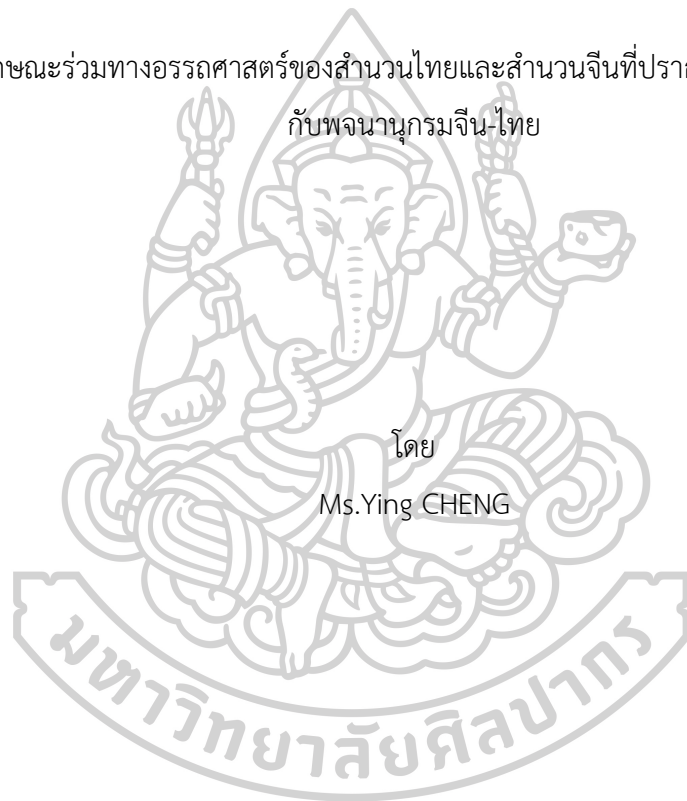 ษณะร่วมทางอรรถศาสตร์ของสำนวนไทยและสำนวนจีนที่ปราก
กับพจนานุกรมจีน-ไทย
โดย
Ms.Ying CHENG
มหาวิทยาลัยศิลปากร